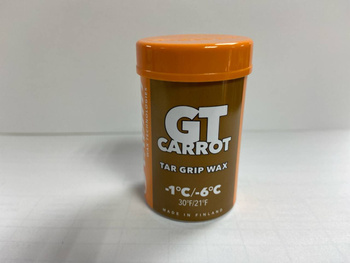 GT
CARROT
TAR GRIP WAX
-1°C/-6°C
30°F/21°F
MADE IN FINLAND